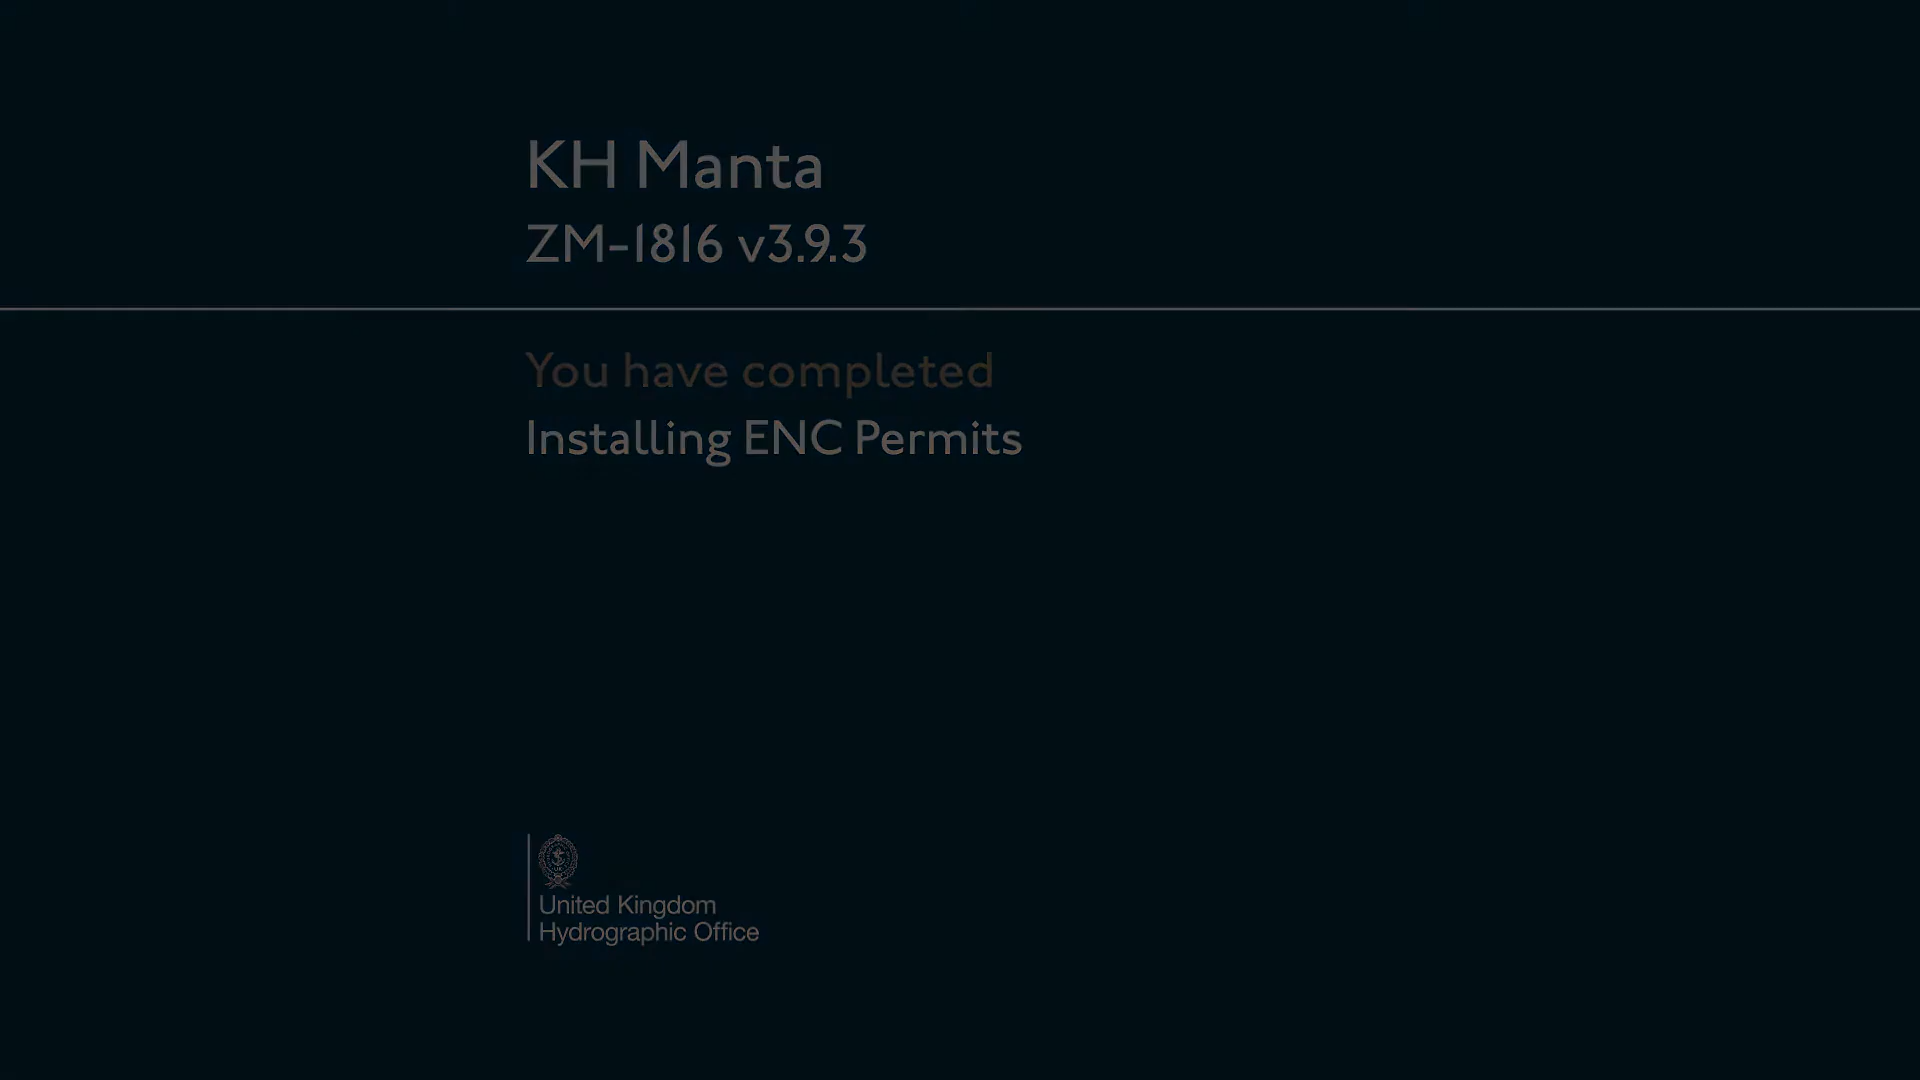 KH Manta
ZM-1816 v3.9.3
You have completed
Installing ENC Permits
United Kingdom
Hydrographic Office